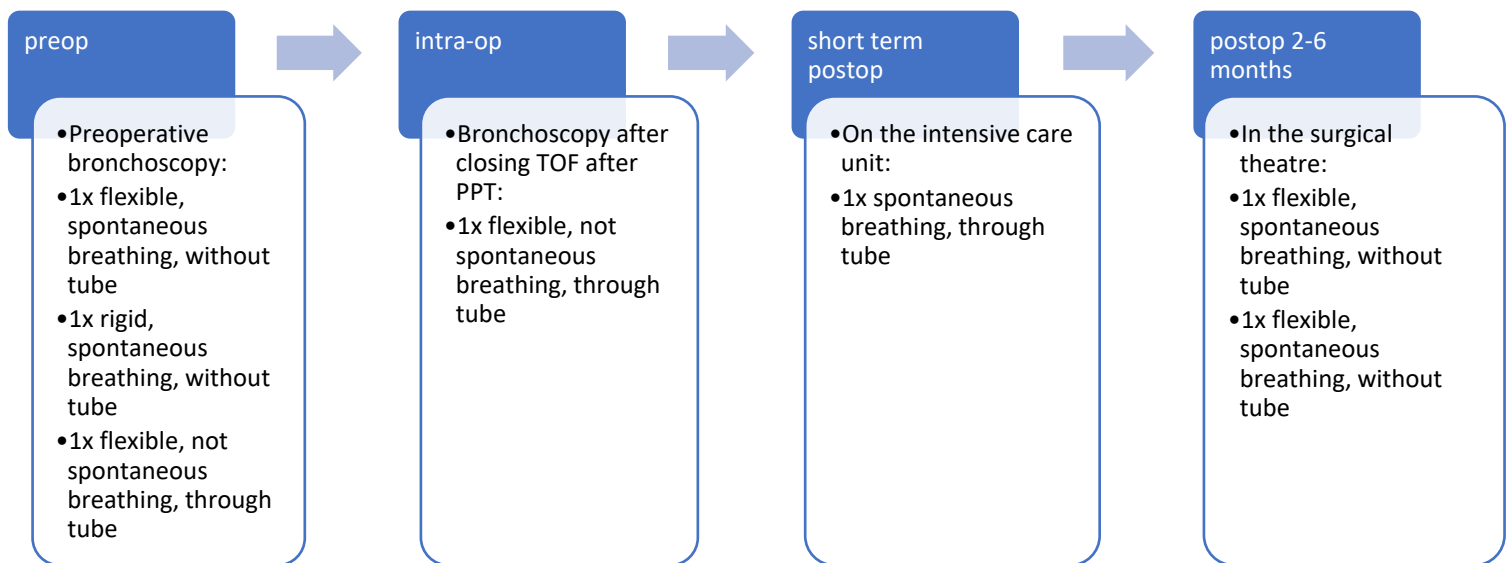 preop
•Preoperative
bronchoscopy:
•1x flexible,
spontaneous
breathing, without
tube
•1x rigid,
spontaneous
breathing, without
tube
•1x flexible, not
spontaneous
breathing, through
tube
intra-op
•Bronchoscopy after
closing TOF after
PPT:
•1x flexible, not
spontaneous
breathing, through
tube
short term
postop
•On the intensive care
unit:
•1x spontaneous
breathing, through
tube
postop 2-6
months
•In the surgical
theatre:
•1x flexible,
spontaneous
breathing, without
tube
•1x flexible,
spontaneous
breathing, without
tube